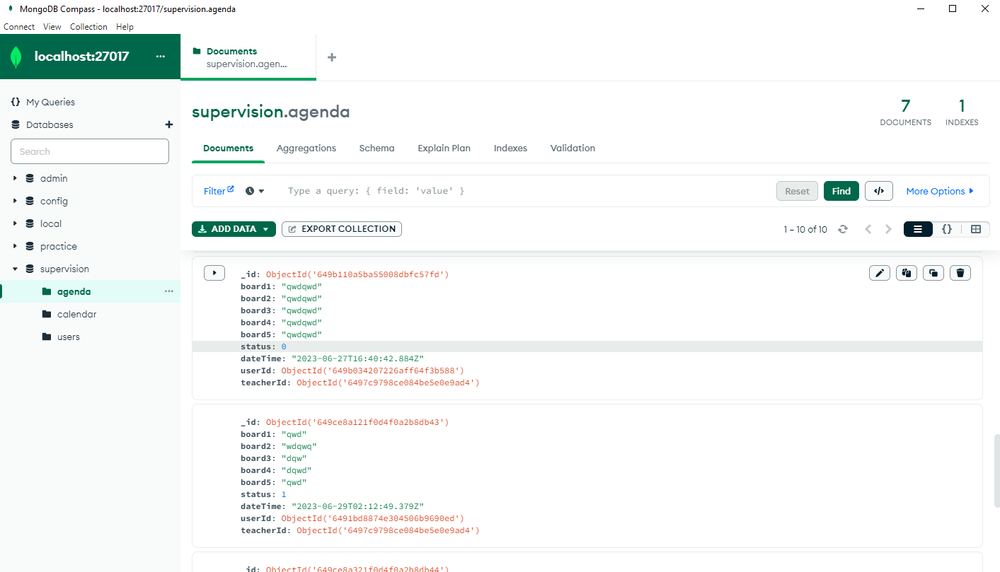 MongoDB Compass - localhost:27017/supervision.agenda
Connect View Collection Help
localhost:27017 ...
Documents
supervision.agen...
+
{} My Queries
Databases +
Search
admin
config
local
practice
supervision
agenda ...
calendar
users
supervision.agenda
7
DOCUMENTS
1
INDEXES
Documents Aggregations Schema Explain Plan Indexes Validation
Filter Type a query: { field: 'value' } Reset Find </> More Options
ADD DATA EXPORT COLLECTION 1 – 10 of 10 {}
_id: ObjectId('649b110a5ba55008dbfc57fd')
board1: "qwdqwd"
board2: "qwdqwd"
board3: "qwdqwd"
board4: "qwdqwd"
board5: "qwdqwd"
status: 0
dateTime: "2023-06-27T16:40:42.884Z"
userId: ObjectId('649b034207226aff64f3b588')
teacherId: ObjectId('6497c9798ce084be5e0e9ad4')
_id: ObjectId('649ce8a121f0d4f0a2b8db43')
board1: "qwd"
board2: "wdqwq"
board3: "dqw"
board4: "dqwd"
board5: "qwd"
status: 1
dateTime: "2023-06-29T02:12:49.379Z"
userId: ObjectId('6491bd8874e304506b9690ed')
teacherId: ObjectId('6497c9798ce084be5e0e9ad4')
_id: ObjectId('649ce8a321f0d4f0a2b8db44')